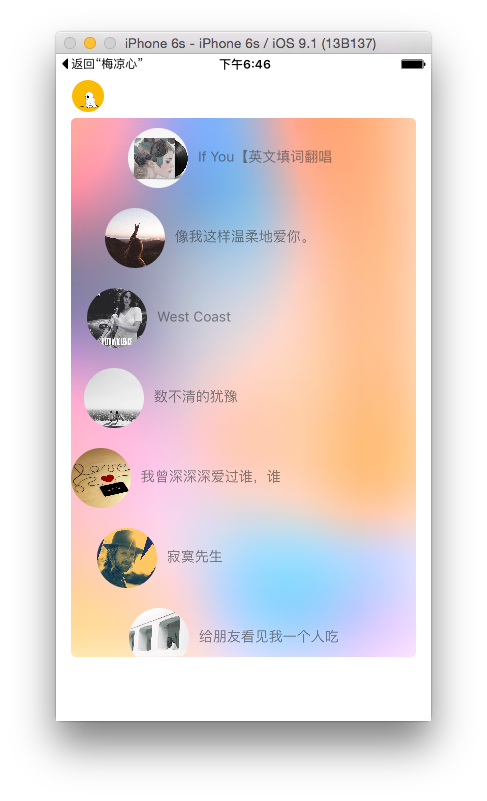 iPhone 6s - iPhone 6s / iOS 9.1 (13B137)
返回“梅凉心” 下午6:46
If You【英文填词翻唱
像我这样温柔地爱你。
West Coast
数不清的犹豫
我曾深深深爱过谁，谁
寂寞先生
给朋友看见我一个人吃